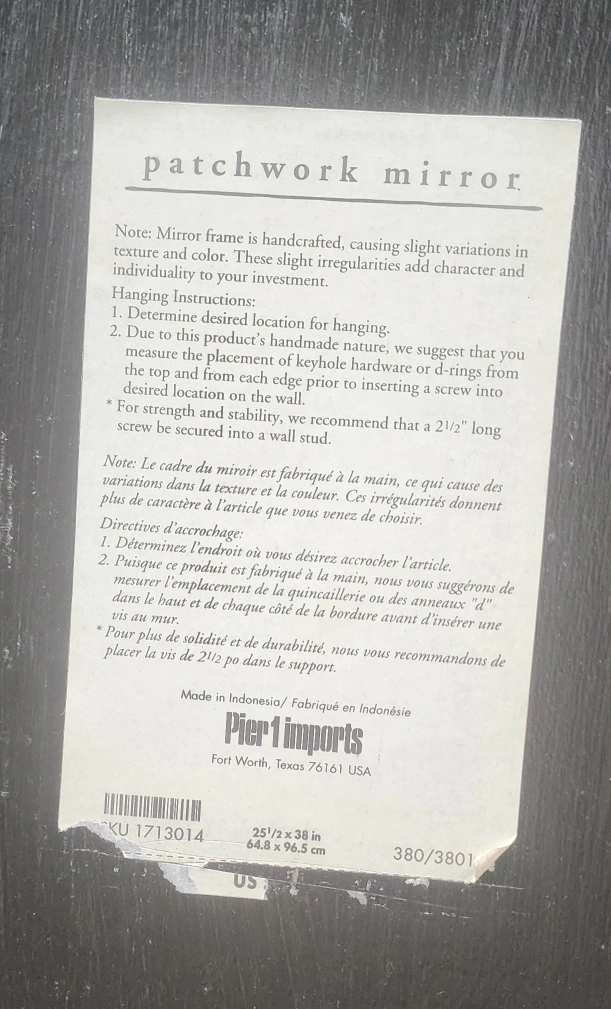 patchwork mirror
Note: Mirror frame is handcrafted, causing slight variations in
texture and color. These slight irregularities add character and
individuality to your investment.
Hanging Instructions:
1. Determine desired location for hanging.
2. Due to this product's handmade nature, we suggest that you
measure the placement of keyhole hardware or d-rings from
the top and from each edge prior to inserting a screw into
desired location on the wall.
* For strength and stability, we recommend that a 2 1/2" long
screw be secured into a wall stud.
Note: Le cadre du miroir est fabriqué à la main, ce qui cause des
variations dans la texture et la couleur. Ces irrégularités donnent
plus de caractère à l'article que vous venez de choisir.
Directives d'accrochage:
1. Déterminez l'endroit où vous désirez accrocher l'article.
2. Puisque ce produit est fabriqué à la main, nous vous suggérons de
mesurer l'emplacement de la quincaillerie ou des anneaux "d"
dans le haut et de chaque côté de la bordure avant d'insérer une
vis au mur.
* Pour plus de solidité et de durabilité, nous vous recommandons de
placer la vis de 2 1/2 po dans le support.
Made in Indonesia/ Fabriqué en Indonésie
Pier 1 imports
Fort Worth, Texas 76161 USA
KU 1713014
25 1/2 x 38 in
64.8 x 96.5 cm
380/3801
US